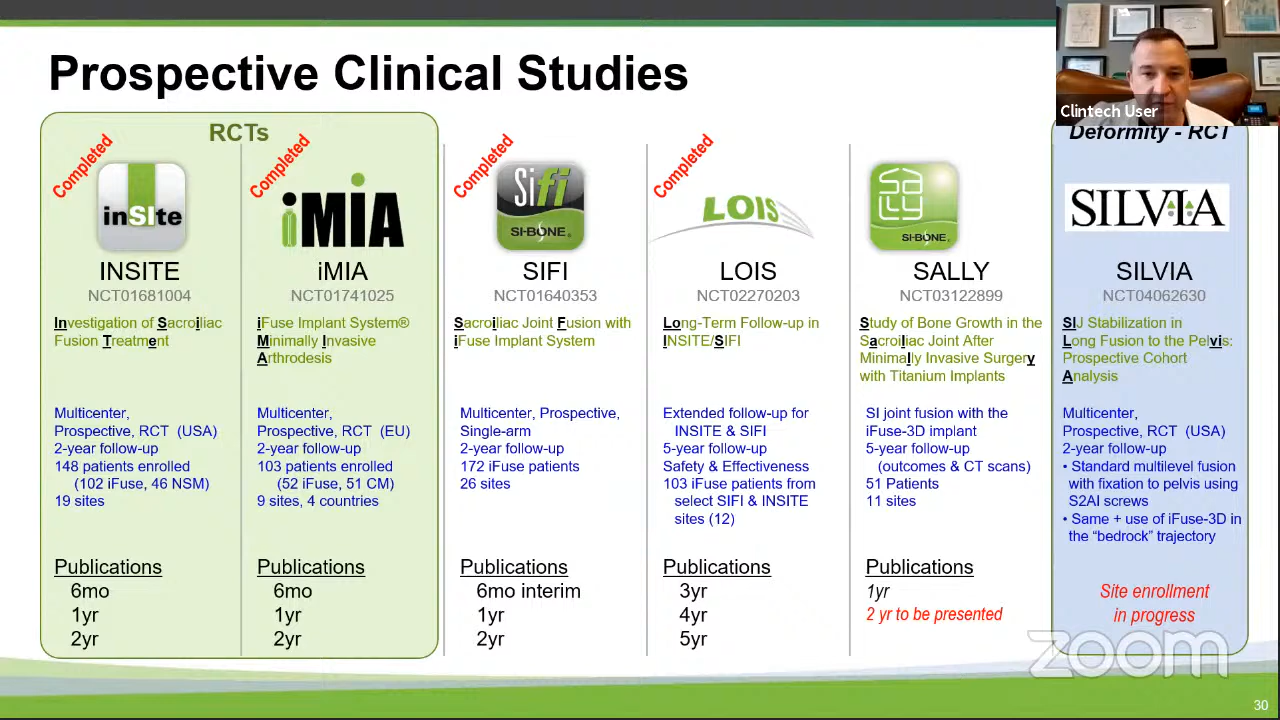 Prospective Clinical Studies
Clintech User
RCTs
Deformity - RCT
Completed
inSIte
INSITE
NCT01681004
Investigation of Sacroiliac
Fusion Treatment
Multicenter,
Prospective, RCT (USA)
2-year follow-up
148 patients enrolled
(102 iFuse, 46 NSM)
19 sites
Publications
6mo
1yr
2yr
Completed
iMIA
iMIA
NCT01741025
iFuse Implant System®
Minimally Invasive
Arthrodesis
Multicenter,
Prospective, RCT (EU)
2-year follow-up
103 patients enrolled
(52 iFuse, 51 CM)
9 sites, 4 countries
Publications
6mo
1yr
2yr
Completed
Sifi
SI-BONE®
SIFI
NCT01640353
Sacroiliac Joint Fusion with
iFuse Implant System
Multicenter, Prospective,
Single-arm
2-year follow-up
172 iFuse patients
26 sites
Publications
6mo interim
1yr
2yr
Completed
LOIS
LOIS
NCT02270203
Long-Term Follow-up in
INSITE/SIFI
Extended follow-up for
INSITE & SIFI
5-year follow-up
Safety & Effectiveness
103 iFuse patients from
select SIFI & INSITE
sites (12)
Publications
3yr
4yr
5yr
sally
SI-BONE®
SALLY
NCT03122899
Study of Bone Growth in the
Sacroiliac Joint After
Minimally Invasive Surgery
with Titanium Implants
SI joint fusion with the
iFuse-3D implant
5-year follow-up
(outcomes & CT scans)
51 Patients
11 sites
Publications
1yr
2 yr to be presented
SILVIA
SILVIA
NCT04062630
SIJ Stabilization in
Long Fusion to the Pelvis:
Prospective Cohort
Analysis
Multicenter,
Prospective, RCT (USA)
2-year follow-up
• Standard multilevel fusion
with fixation to pelvis using
S2AI screws
• Same + use of iFuse-3D in
the “bedrock” trajectory
Site enrollment
in progress
zoom
30